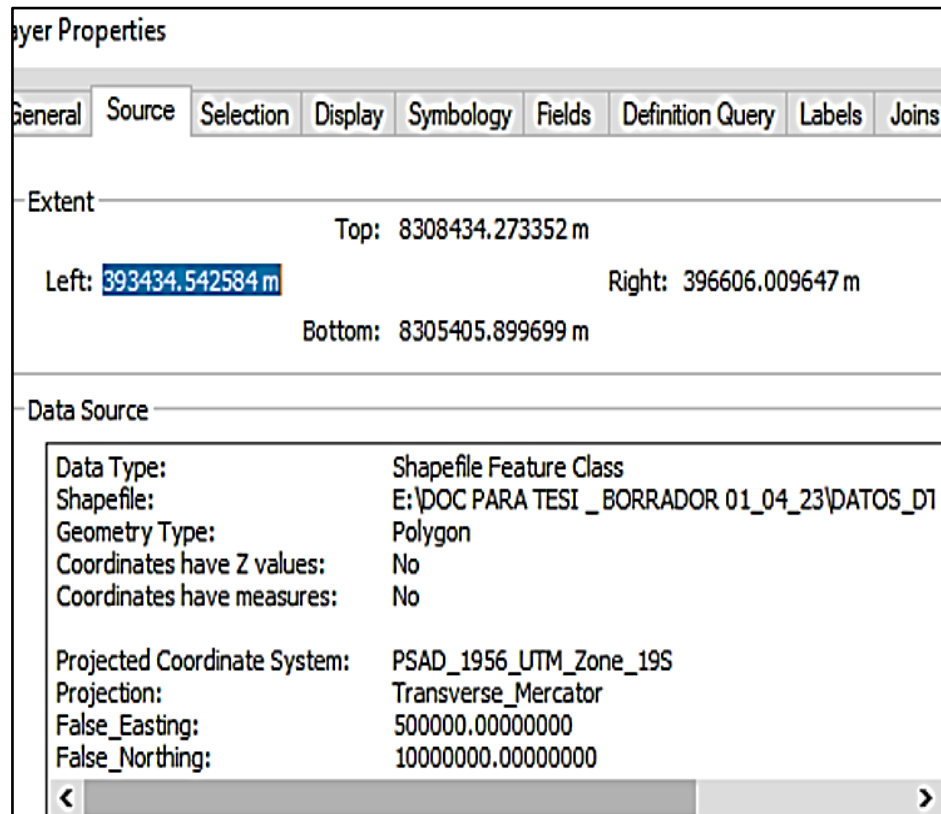 ayer Properties
General Source Selection Display Symbology Fields Definition Query Labels Joins
Extent
Top: 8308434.273352 m
Left: 393434.542584 m Right: 396606.009647 m
Bottom: 8305405.899699 m
Data Source
Data Type: Shapefile Feature Class
Shapefile: E:\DOC PARA TESI _ BORRADOR 01_04_23\DATOS_DT
Geometry Type: Polygon
Coordinates have Z values: No
Coordinates have measures: No
Projected Coordinate System: PSAD_1956_UTM_Zone_19S
Projection: Transverse_Mercator
False_Easting: 500000.00000000
False_Northing: 10000000.00000000